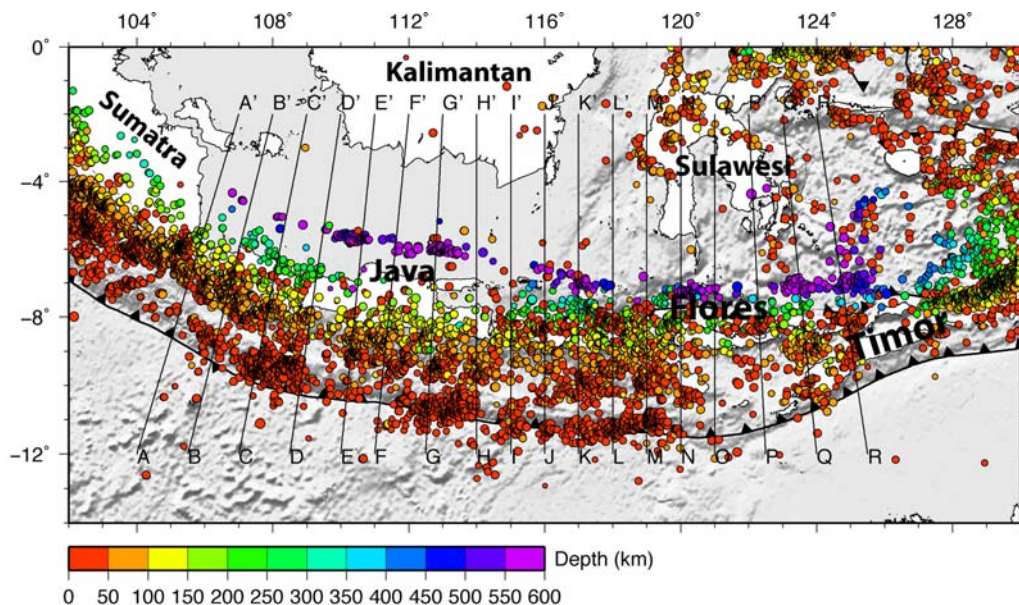 104° 108° 112° 116° 120° 124° 128°
0°
Kalimantan
A' B' C' D' E' F' G' H' I' J' K' L' M' N' O' P' Q' R'
Sumatra
Sulawesi
−4°
Java
Flores
Timor
−8°
−12°
A B C D E F G H I J K L M N O P Q R
Depth (km)
0 50 100 150 200 250 300 350 400 450 500 550 600